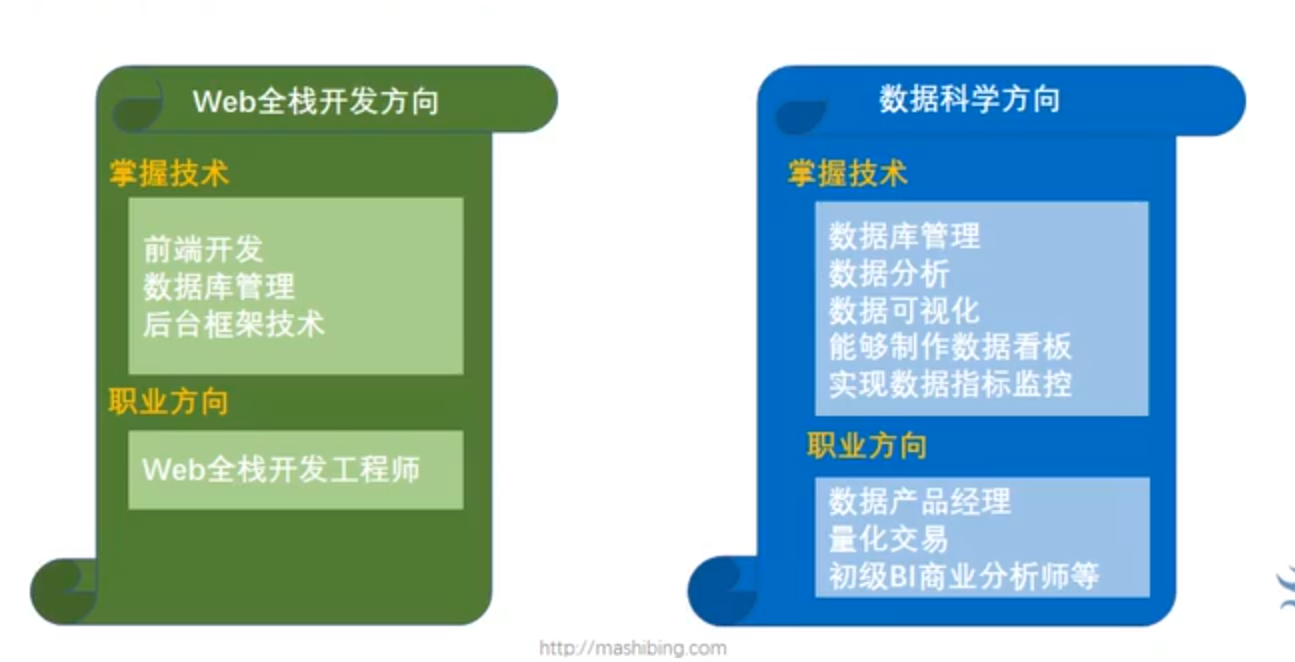 Web全栈开发方向
掌握技术
前端开发
数据库管理
后台框架技术
职业方向
Web全栈开发工程师
数据科学方向
掌握技术
数据库管理
数据分析
数据可视化
能够制作数据看板
实现数据指标监控
职业方向
数据产品经理
量化交易
初级BI商业分析师等
http://mashibing.com